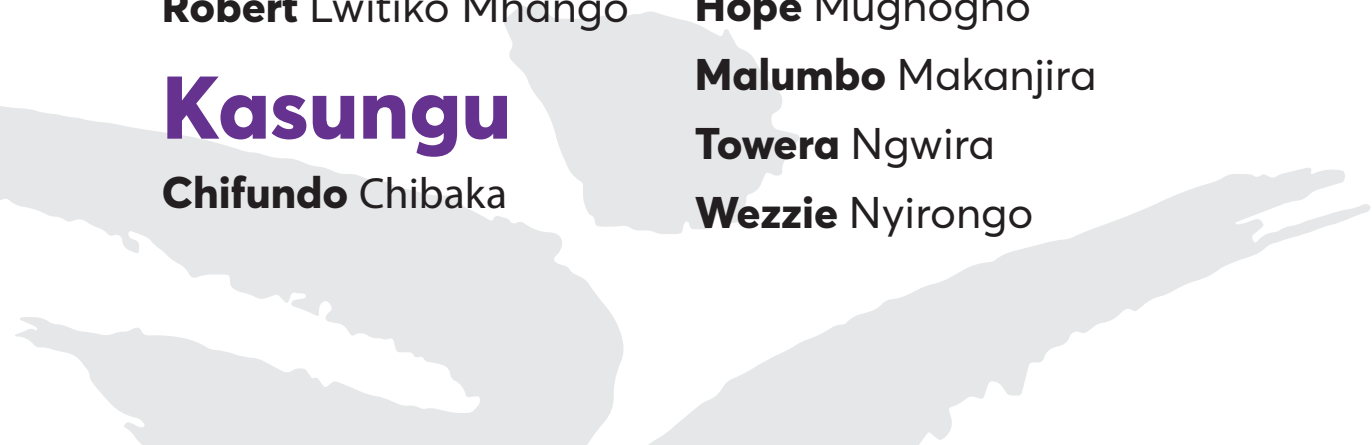 Robert Lwitiko Mhango
Kasungu
Chifundo Chibaka
Hope Mughogho
Malumbo Makanjira
Towera Ngwira
Wezzie Nyirongo